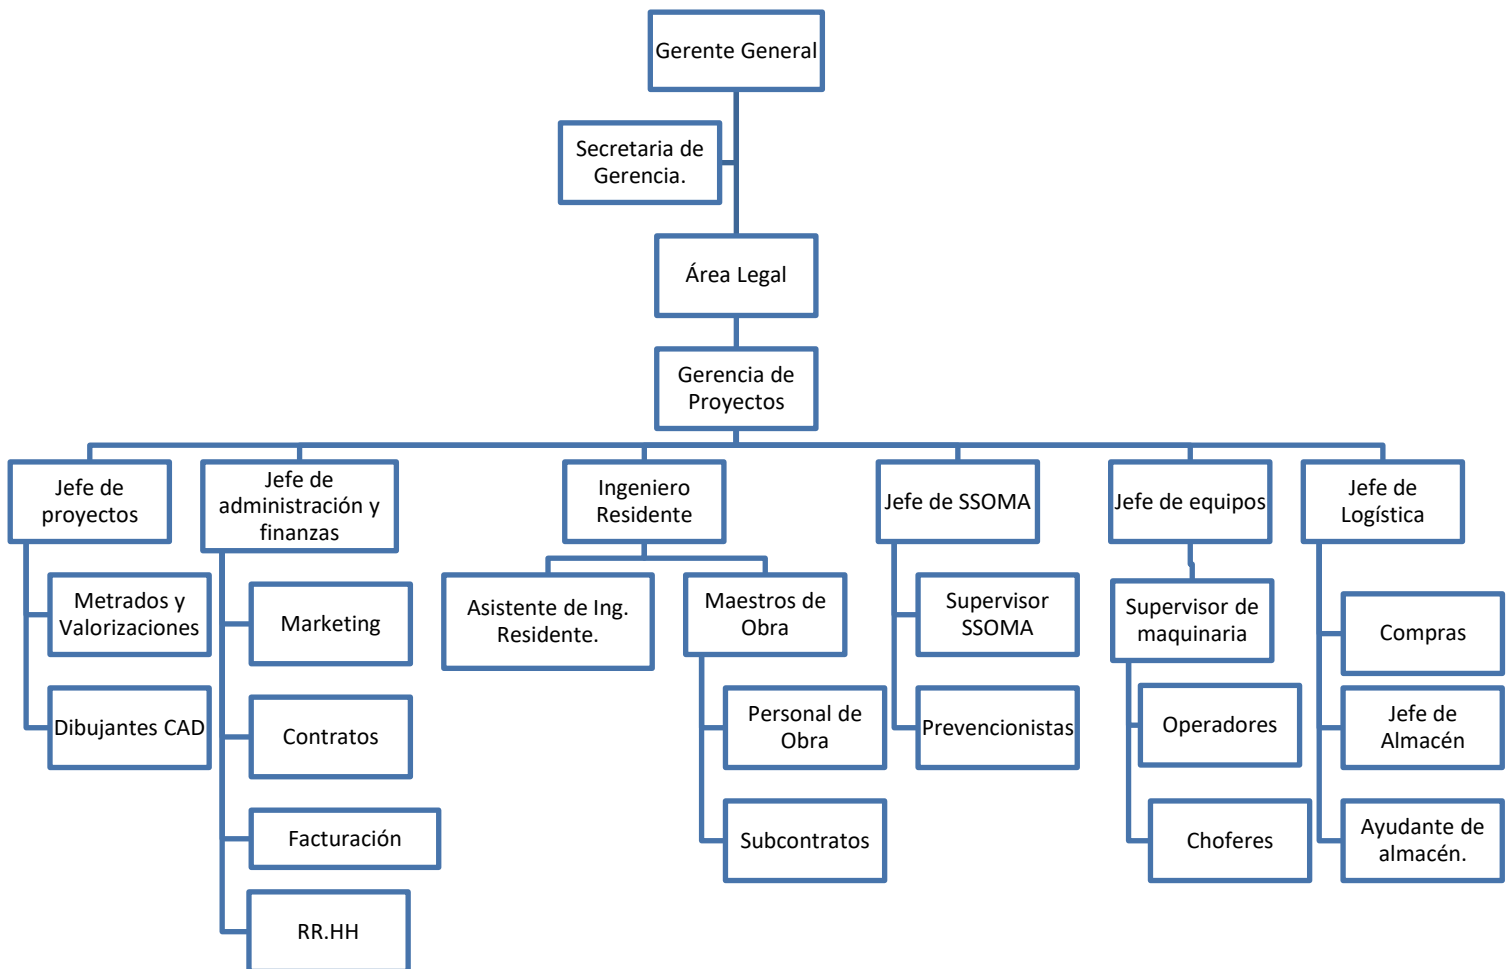 Gerente General
Secretaria de
Gerencia.
Área Legal
Gerencia de
Proyectos
Jefe de
proyectos
Jefe de
administración y
finanzas
Ingeniero
Residente
Jefe de SSOMA
Jefe de equipos
Jefe de
Logística
Metrados y
Valorizaciones
Dibujantes CAD
Marketing
Contratos
Facturación
RR.HH
Asistente de Ing.
Residente.
Maestros de
Obra
Personal de
Obra
Subcontratos
Supervisor
SSOMA
Prevencionistas
Supervisor de
maquinaria
Operadores
Choferes
Compras
Jefe de
Almacén
Ayudante de
almacén.